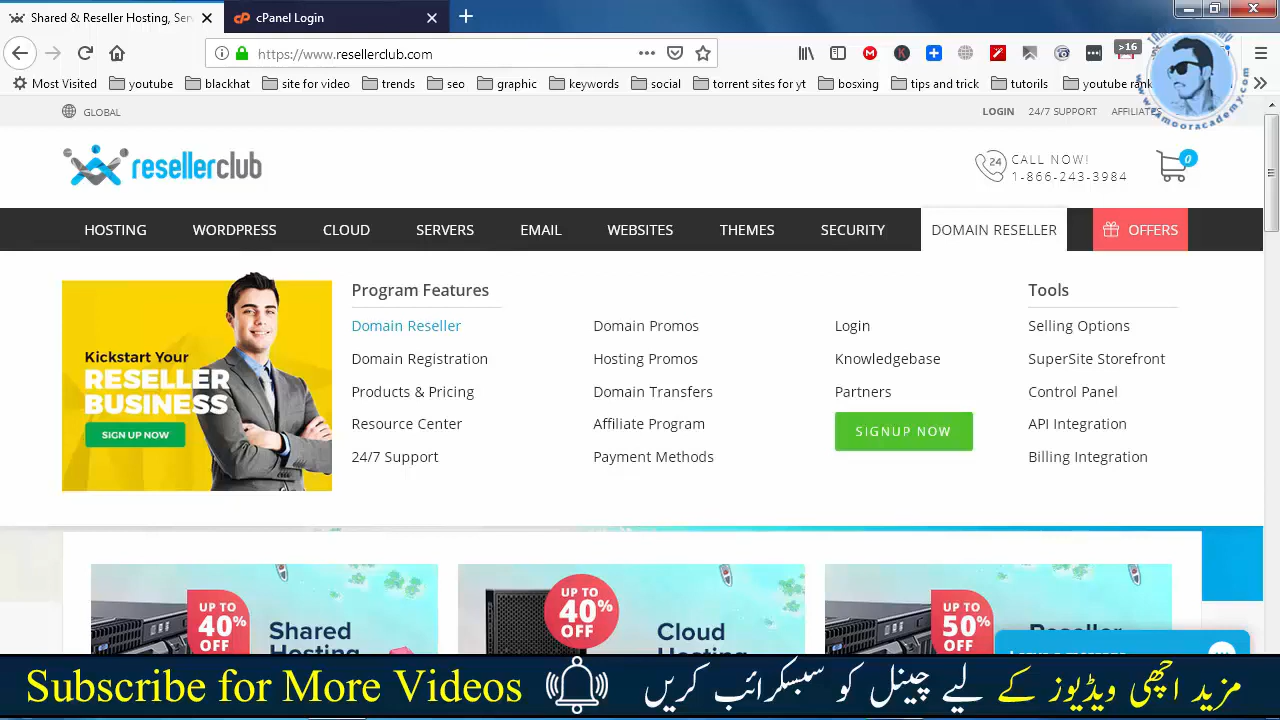 Shared & Reseller Hosting, Ser
cPanel Login
https://www.resellerclub.com
>16
Most Visited youtube blackhat site for video trends seo graphic keywords social torrent sites for yt bosxing tips and trick tutorils youtube rank
GLOBAL
LOGIN 24/7 SUPPORT AFFILIATES
resellerclub
24 CALL NOW!
1-866-243-3984
0
HOSTING WORDPRESS CLOUD SERVERS EMAIL WEBSITES THEMES SECURITY DOMAIN RESELLER OFFERS
Kickstart Your
RESELLER
BUSINESS
SIGN UP NOW
Program Features
Domain Reseller
Domain Registration
Products & Pricing
Resource Center
24/7 Support
Domain Promos
Hosting Promos
Domain Transfers
Affiliate Program
Payment Methods
Login
Knowledgebase
Partners
SIGNUP NOW
Tools
Selling Options
SuperSite Storefront
Control Panel
API Integration
Billing Integration
UP TO
40%
OFF
Shared
Hosting
UP TO
40%
OFF
Cloud
UP TO
50%
OFF
Reseller
Subscribe for More Videos
مزید اچھی ویڈیوز کے لیے چینل کو سبسکرائب کریں